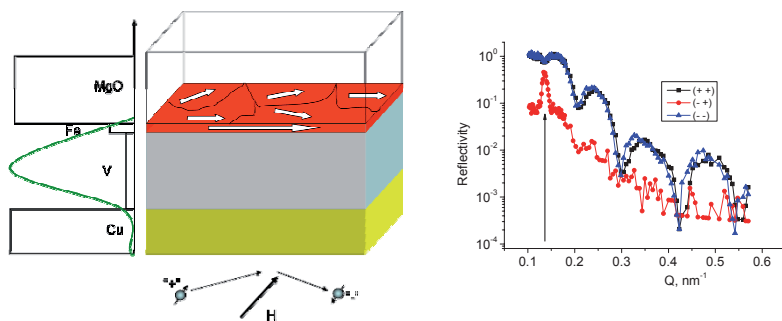 MgO
Fe
V
Cu
"+"
"-"
H
Reflectivity
10^0
10^-1
10^-2
10^-3
10^-4
(+ +)
(- +)
(- -)
0.1 0.2 0.3 0.4 0.5 0.6
Q, nm^-1